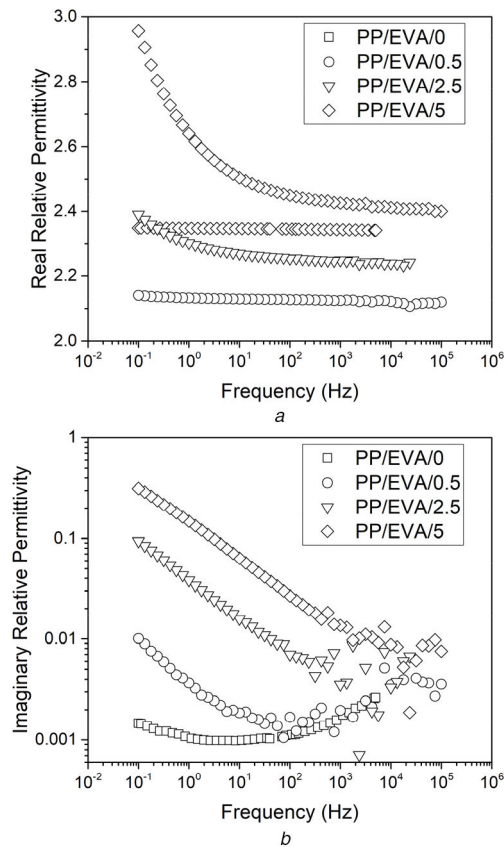 3.0
2.8
2.6
2.4
2.2
2.0
Real Relative Permittivity
PP/EVA/0
PP/EVA/0.5
PP/EVA/2.5
PP/EVA/5
10⁻² 10⁻¹ 10⁰ 10¹ 10² 10³ 10⁴ 10⁵ 10⁶
Frequency (Hz)
a
1
0.1
0.01
0.001
Imaginary Relative Permittivity
PP/EVA/0
PP/EVA/0.5
PP/EVA/2.5
PP/EVA/5
10⁻² 10⁻¹ 10⁰ 10¹ 10² 10³ 10⁴ 10⁵ 10⁶
Frequency (Hz)
b